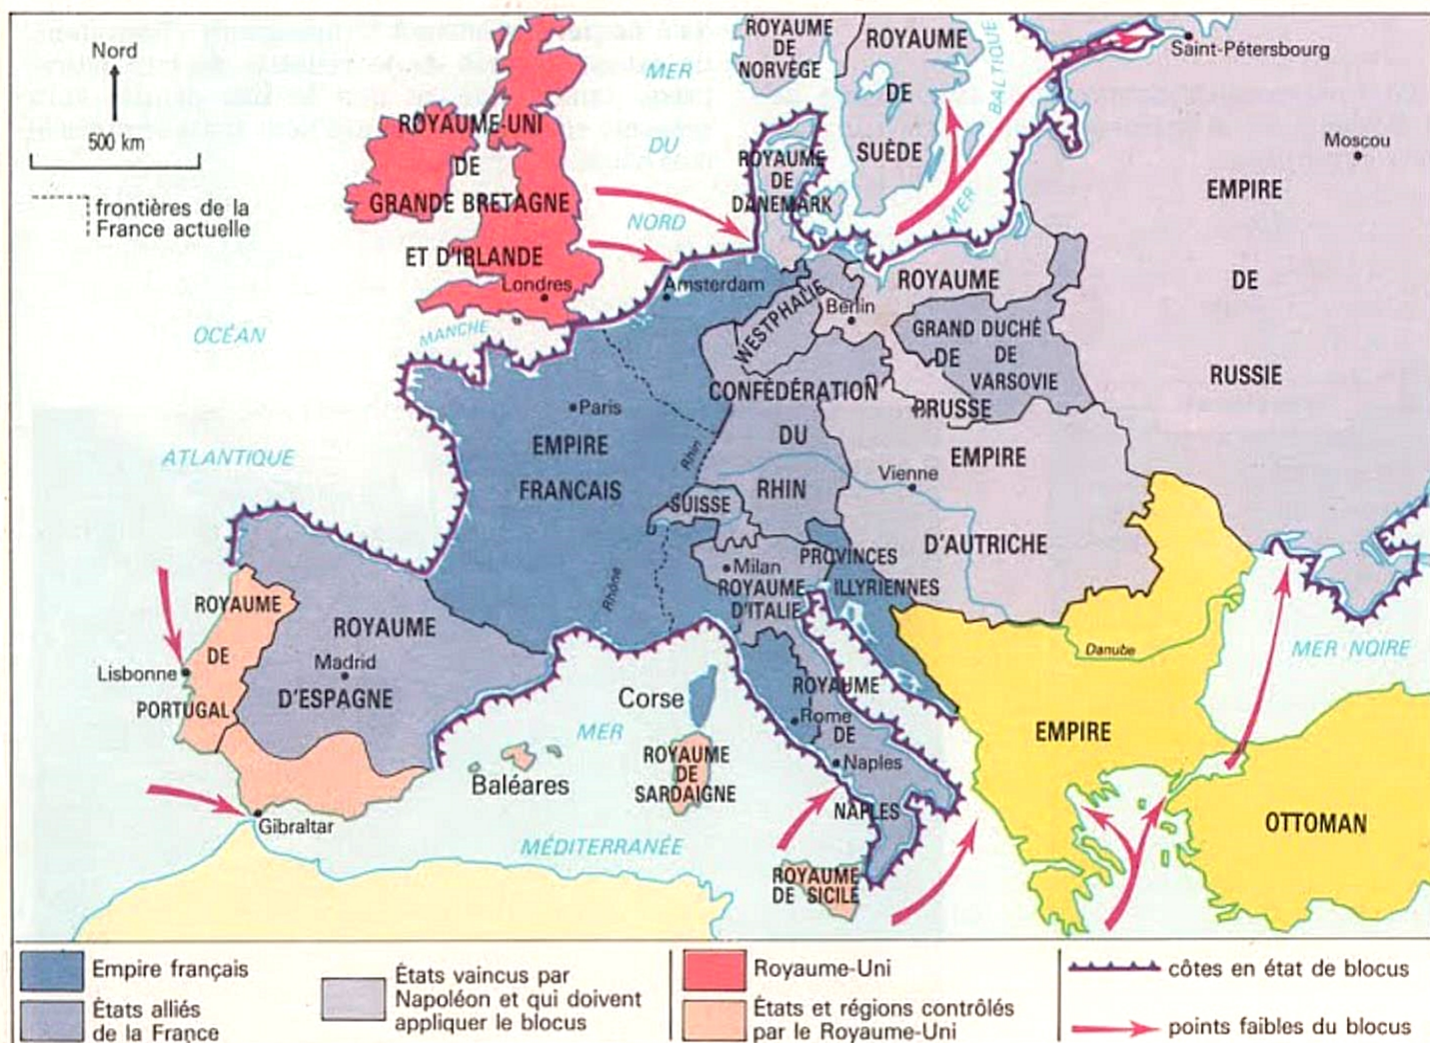 Nord
500 km
frontières de la
France actuelle
ROYAUME-UNI
DE
GRANDE BRETAGNE
ET D'IRLANDE
Londres
MER
DU
NORD
ROYAUME
DE
NORVÈGE
ROYAUME
DE
SUÈDE
MER
BALTIQUE
Saint-Pétersbourg
Moscou
ROYAUME
DE
DANEMARK
EMPIRE
DE
RUSSIE
OCÉAN
ATLANTIQUE
MANCHE
Amsterdam
WESTPHALIE
Berlin
ROYAUME
DE
PRUSSE
GRAND DUCHÉ
DE
VARSOVIE
CONFÉDÉRATION
DU
RHIN
Paris
EMPIRE
FRANCAIS
Rhin
SUISSE
Vienne
EMPIRE
D'AUTRICHE
Milan
ROYAUME
D'ITALIE
PROVINCES
ILLYRIENNES
Rhône
ROYAUME
DE
PORTUGAL
Lisbonne
ROYAUME
D'ESPAGNE
Madrid
Gibraltar
Baléares
Corse
ROYAUME
DE
SARDAIGNE
MER
MÉDITERRANÉE
ROYAUME
DE
NAPLES
Rome
Naples
ROYAUME
DE SICILE
Danube
MER NOIRE
EMPIRE
OTTOMAN
Empire français
États alliés
de la France
États vaincus par
Napoléon et qui doivent
appliquer le blocus
Royaume-Uni
États et régions contrôlés
par le Royaume-Uni
côtes en état de blocus
points faibles du blocus